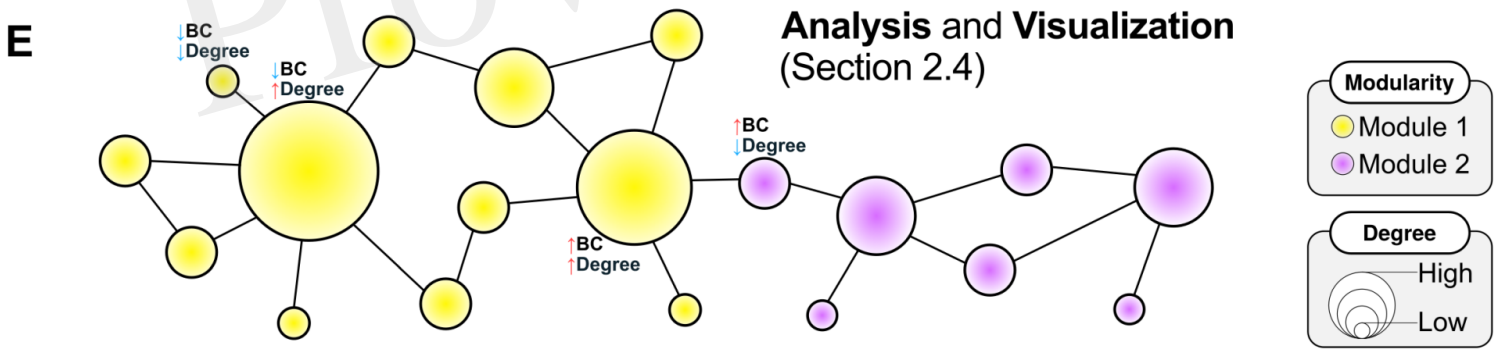 E
Analysis and Visualization
(Section 2.4)
↓BC
↓Degree
↓BC
↑Degree
↑BC
↓Degree
↑BC
↑Degree
Modularity
Module 1
Module 2
Degree
High
Low